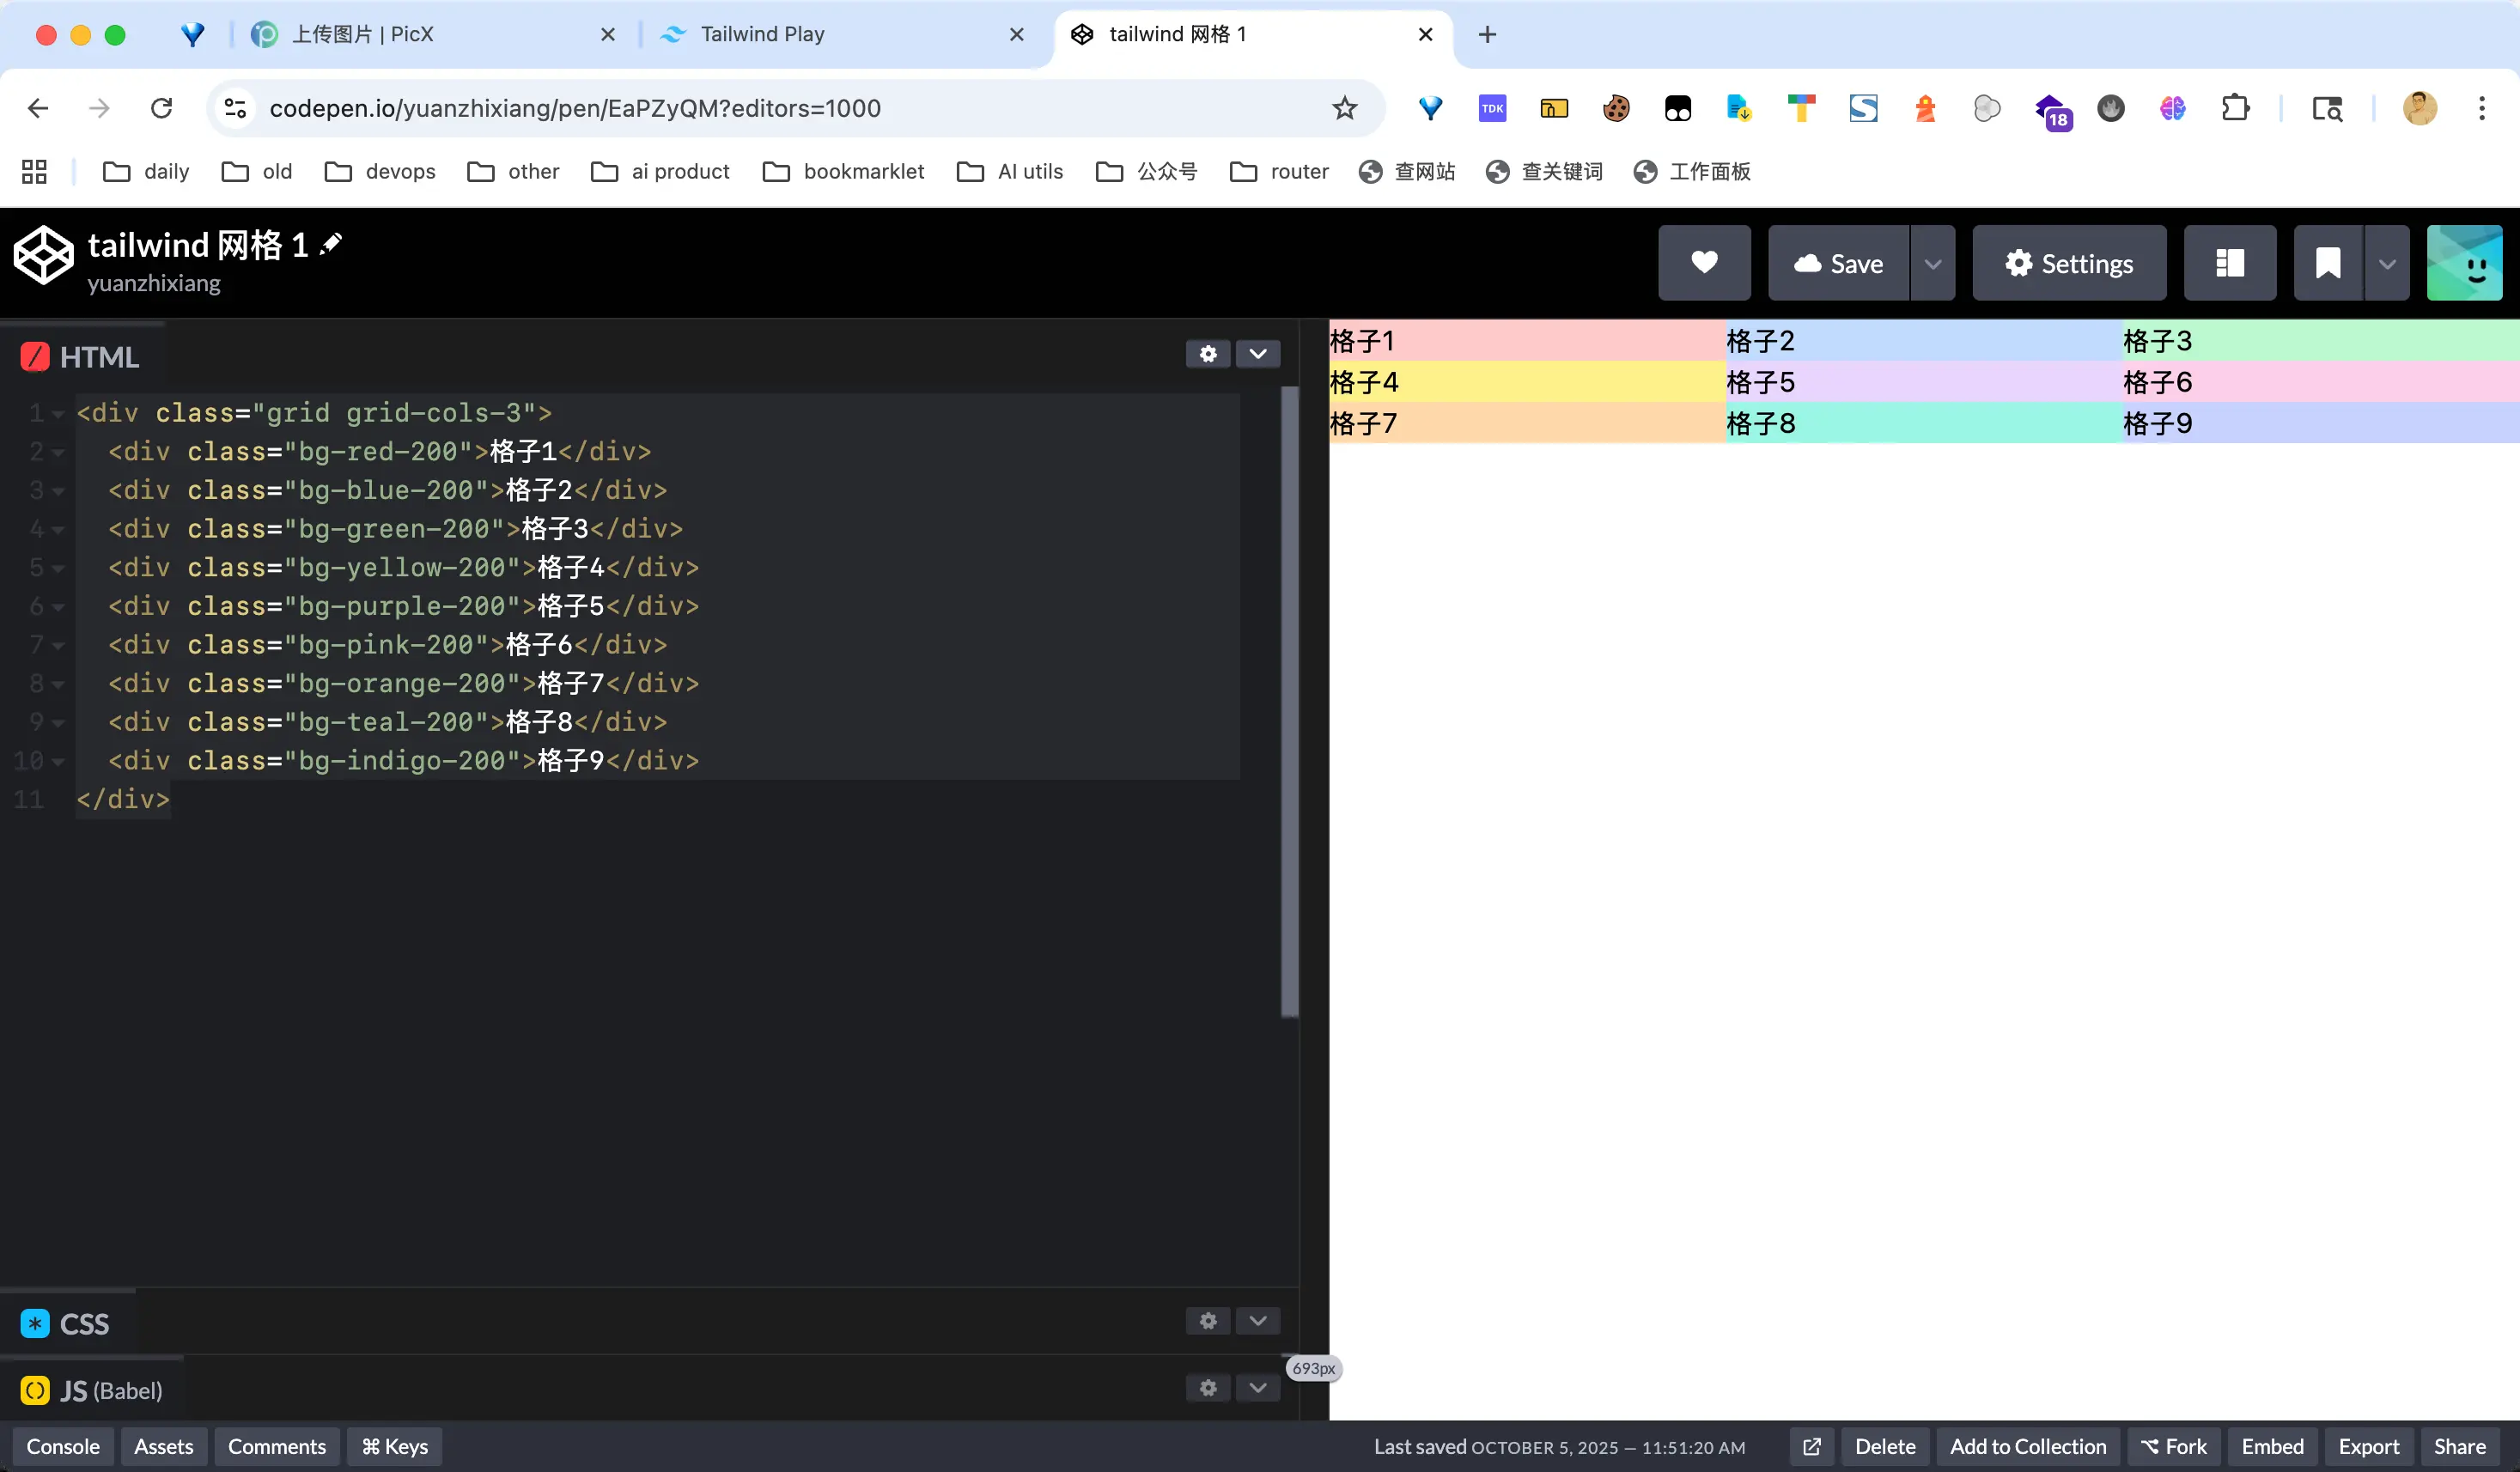 上传图片 | PicX
Tailwind Play
tailwind 网格 1
codepen.io/yuanzhixiang/pen/EaPZyQM?editors=1000
TDK
18
daily
old
devops
other
ai product
bookmarklet
AI utils
公众号
router
查网站
查关键词
工作面板
tailwind 网格 1
yuanzhixiang
Save
Settings
HTML
1 <div class="grid grid-cols-3">
2 <div class="bg-red-200">格子1</div>
3 <div class="bg-blue-200">格子2</div>
4 <div class="bg-green-200">格子3</div>
5 <div class="bg-yellow-200">格子4</div>
6 <div class="bg-purple-200">格子5</div>
7 <div class="bg-pink-200">格子6</div>
8 <div class="bg-orange-200">格子7</div>
9 <div class="bg-teal-200">格子8</div>
10 <div class="bg-indigo-200">格子9</div>
11 </div>
格子1 格子2 格子3
格子4 格子5 格子6
格子7 格子8 格子9
CSS
JS (Babel)
693px
Console
Assets
Comments
⌘ Keys
Last saved OCTOBER 5, 2025 — 11:51:20 AM
Delete
Add to Collection
Fork
Embed
Export
Share